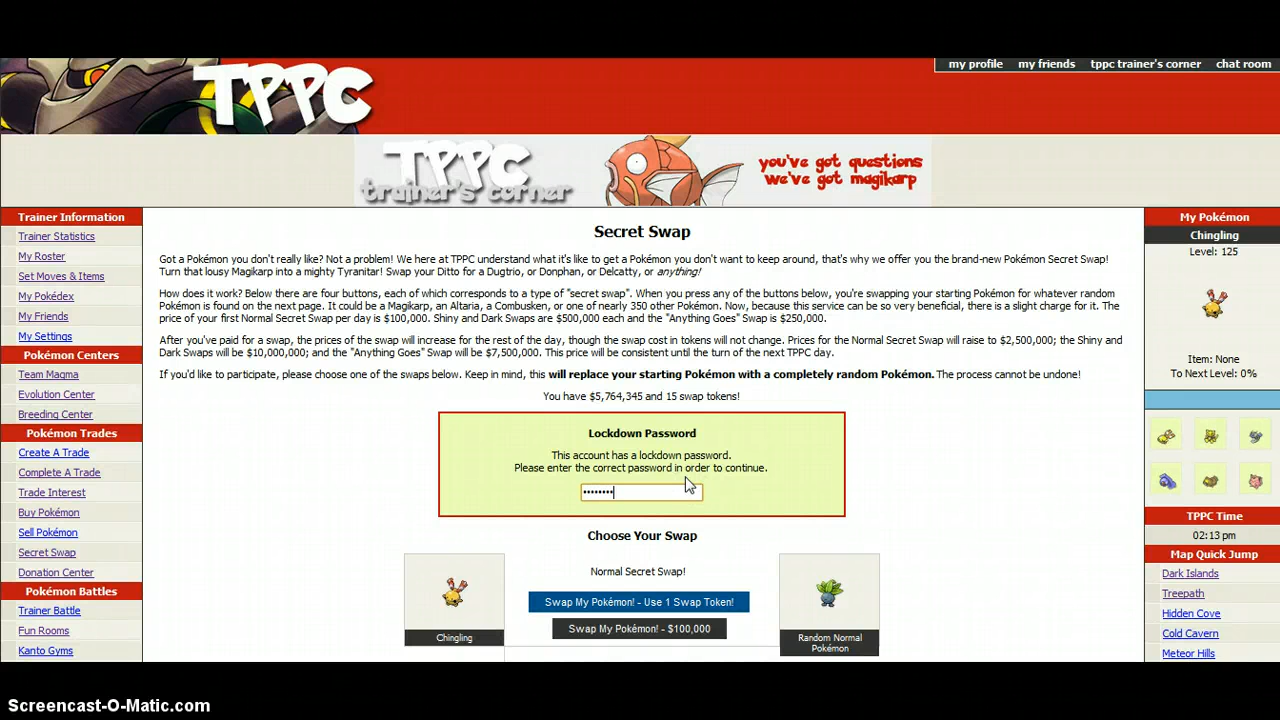 TPPC
my profile my friends tppc trainer's corner chat room
TPPC
trainer's corner
you've got questions
we've got magikarp
Trainer Information
Trainer Statistics
My Roster
Set Moves & Items
My Pokédex
My Friends
My Settings
Pokémon Centers
Team Magma
Evolution Center
Breeding Center
Pokémon Trades
Create A Trade
Complete A Trade
Trade Interest
Buy Pokémon
Sell Pokémon
Secret Swap
Donation Center
Pokémon Battles
Trainer Battle
Fun Rooms
Kanto Gyms
Secret Swap
Got a Pokémon you don't really like? Not a problem! We here at TPPC understand what it's like to get a Pokémon you don't want to keep around, that's why we offer you the brand-new Pokémon Secret Swap!
Turn that lousy Magikarp into a mighty Tyranitar! Swap your Ditto for a Dugtrio, or Donphan, or Delcatty, or anything!
How does it work? Below there are four buttons, each of which corresponds to a type of "secret swap". When you press any of the buttons below, you're swapping your starting Pokémon for whatever random
Pokémon is found on the next page. It could be a Magikarp, an Altaria, a Combusken, or one of nearly 350 other Pokémon. Now, because this service can be so very beneficial, there is a slight charge for it. The
price of your first Normal Secret Swap per day is $100,000. Shiny and Dark Swaps are $500,000 each and the "Anything Goes" Swap is $250,000.
After you've paid for a swap, the prices of the swap will increase for the rest of the day, though the swap cost in tokens will not change. Prices for the Normal Secret Swap will raise to $2,500,000; the Shiny and
Dark Swaps will be $10,000,000; and the "Anything Goes" Swap will be $7,500,000. This price will be consistent until the turn of the next TPPC day.
If you'd like to participate, please choose one of the swaps below. Keep in mind, this will replace your starting Pokémon with a completely random Pokémon. The process cannot be undone!
You have $5,764,345 and 15 swap tokens!
Lockdown Password
This account has a lockdown password.
Please enter the correct password in order to continue.
••••••••
Choose Your Swap
Normal Secret Swap!
Swap My Pokémon! - Use 1 Swap Token!
Swap My Pokémon! - $100,000
Chingling
Random Normal
Pokémon
My Pokémon
Chingling
Level: 125
Item: None
To Next Level: 0%
TPPC Time
02:13 pm
Map Quick Jump
Dark Islands
Treepath
Hidden Cove
Cold Cavern
Meteor Hills
Screencast-O-Matic.com